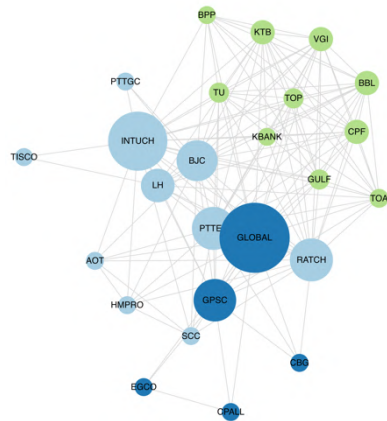 BPP
KTB
VGI
PTTGC
BBL
TU
TOP
INTUCH
KBANK
CPF
TISCO
BJC
LH
GULF
TOA
PTTE
GLOBAL
AOT
RATCH
HMPRO
GPSC
SCC
CBG
EGCO
CPALL